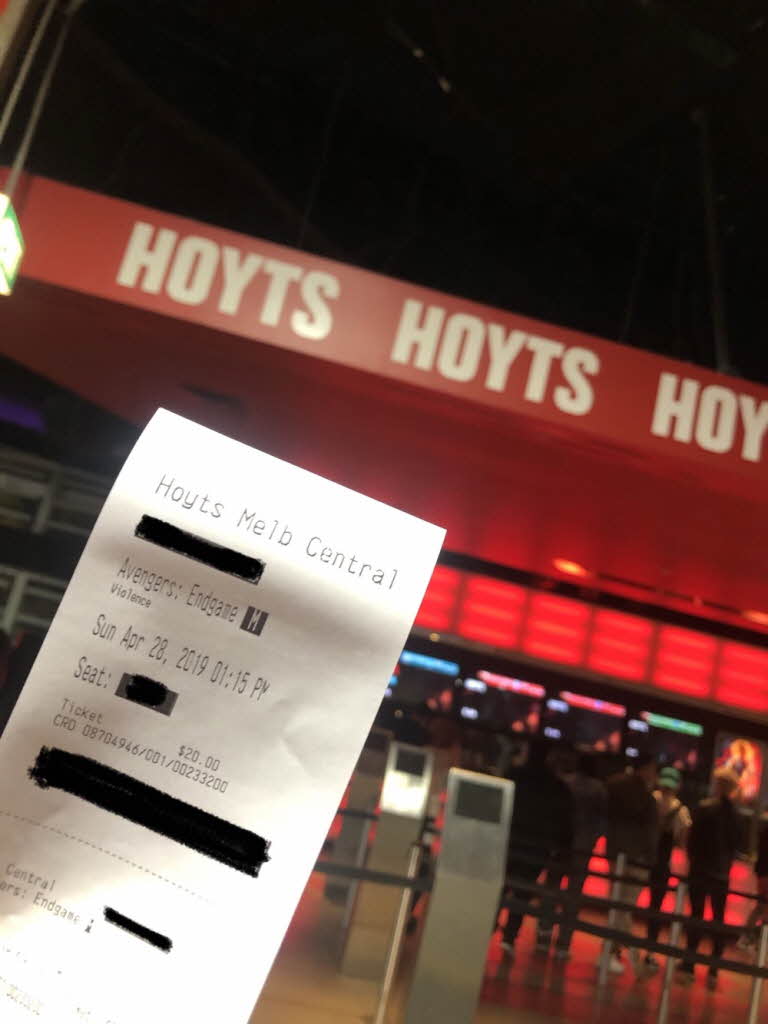 HOYTS HOYTS HOY
Hoyts Melb Central
Avengers: Endgame M
Violence
Sun Apr 28, 2019 01:15 PM
Seat:
Ticket $20.00
CRD 08704946/001/00233200
Central
ers: Endgame